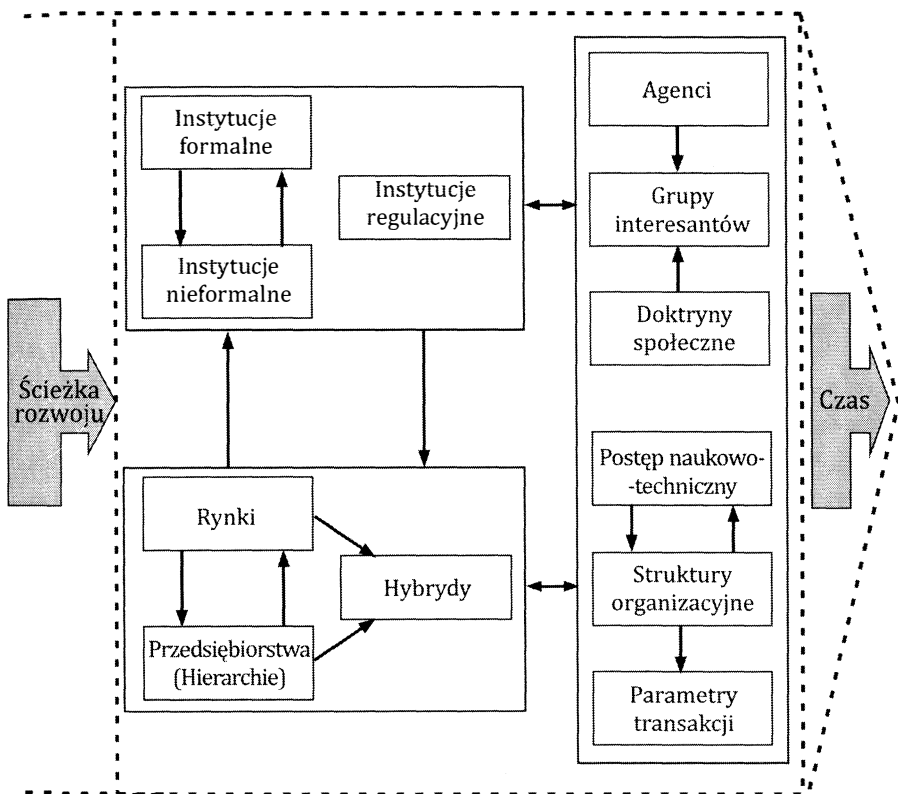 Ścieżka
rozwoju
Instytucje
formalne
Instytucje
nieformalne
Instytucje
regulacyjne
Rynki
Przedsiębiorstwa
(Hierarchie)
Hybrydy
Agenci
Grupy
interesantów
Doktryny
społeczne
Postęp naukowo-
-techniczny
Struktury
organizacyjne
Parametry
transakcji
Czas